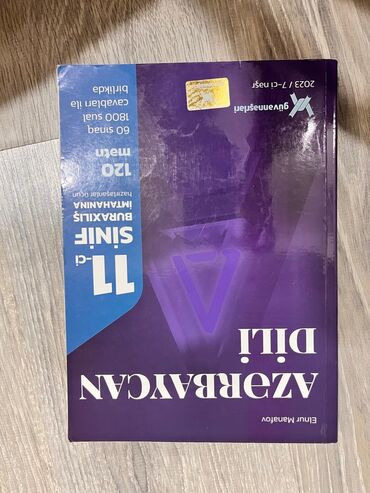 Elnur Manafov
AZƏRBAYCAN
DİLİ
11-ci
SİNİF
BURAXILIŞ
İMTAHANINA
hazırlaşanlar üçün
120
mətn
60 sınaq
1800 sual
cavabları ilə
birlikdə
güvənnəşrləri
2023 / 7-ci nəşr